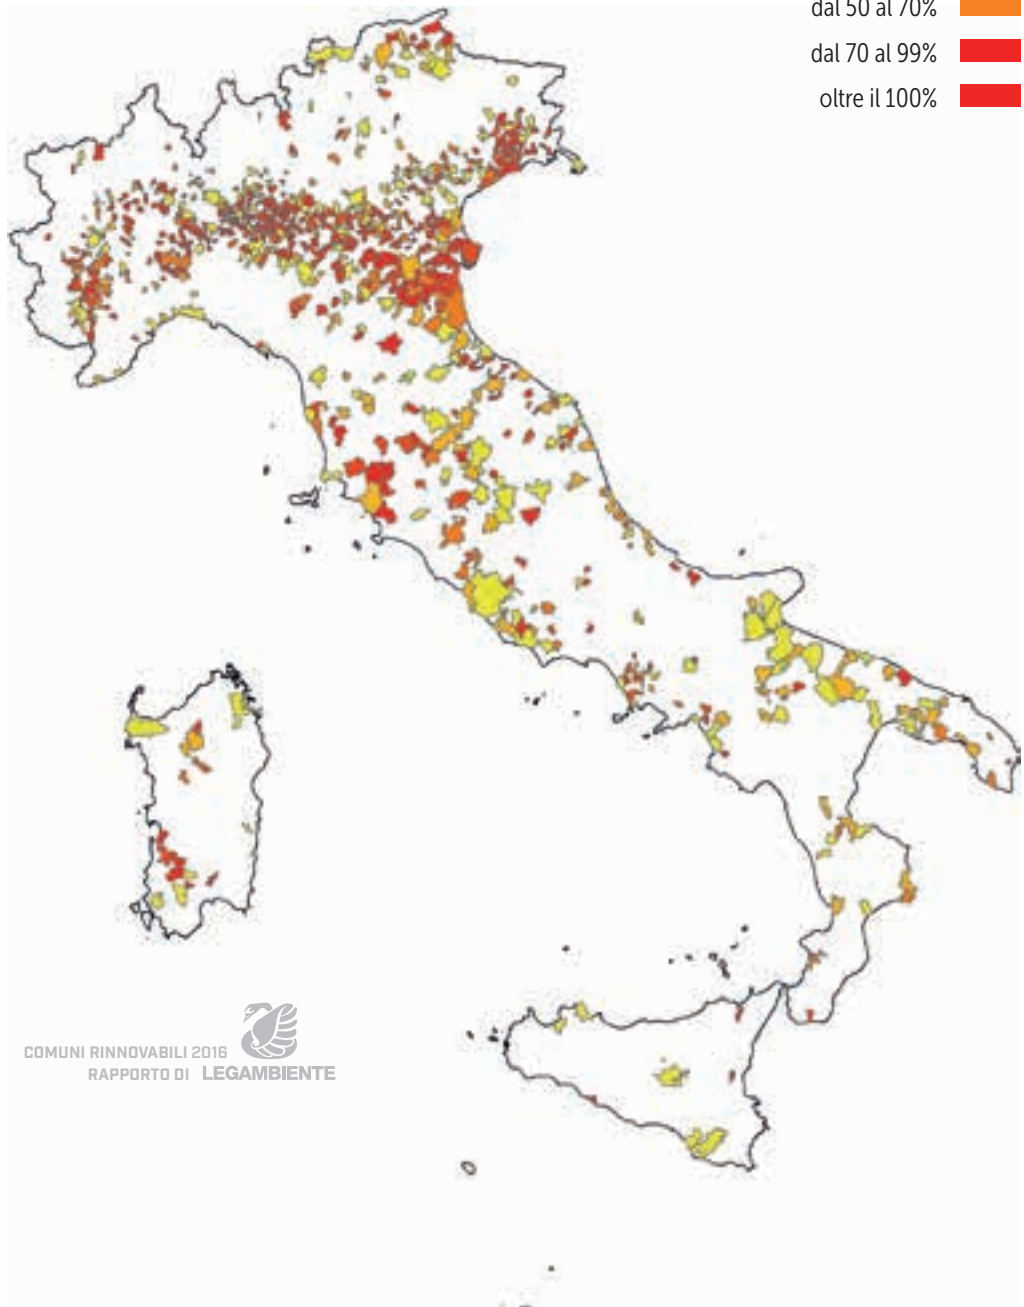 dal 50 al 70%
dal 70 al 99%
oltre il 100%
COMUNI RINNOVABILI 2016
RAPPORTO DI LEGAMBIENTE